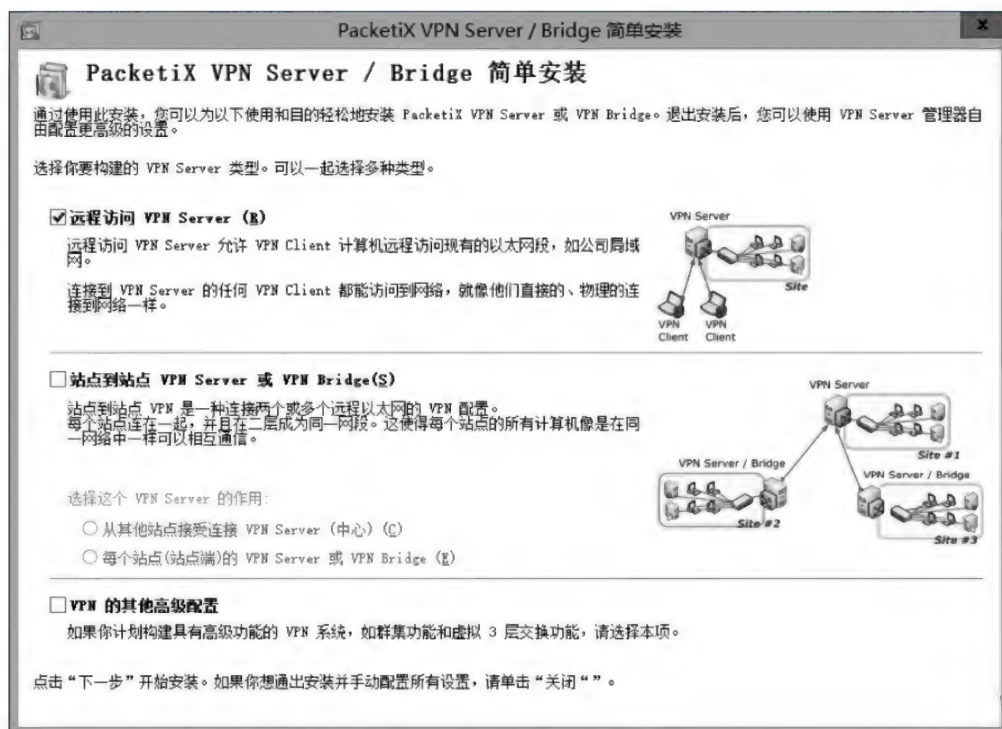 PacketiX VPN Server / Bridge 简单安装
x
PacketiX VPN Server / Bridge 简单安装
通过使用此安装，您可以为以下使用和目的轻松地安装 PacketiX VPN Server 或 VPN Bridge。退出安装后，您可以使用 VPN Server 管理器自
由配置更高级的设置。
选择你要构建的 VPN Server 类型。可以一起选择多种类型。
远程访问 VPN Server (R)
远程访问 VPN Server 允许 VPN Client 计算机远程访问现有的以太网段，如公司局域
网。
连接到 VPN Server 的任何 VPN Client 都能访问到网络，就像他们直接的、物理的连
接到网络一样。
VPN Server
Site
VPN
Client
VPN
Client
站点到站点 VPN Server 或 VPN Bridge(S)
站点到站点 VPN 是一种连接两个或多个远程以太网的 VPN 配置。
每个站点连在一起，并且在二层成为同一网段。这使得每个站点的所有计算机像是在同
一网络中一样可以相互通信。
选择这个 VPN Server 的作用:
从其他站点接受连接 VPN Server (中心) (C)
每个站点(站点端)的 VPN Server 或 VPN Bridge (E)
VPN Server
Site #1
VPN Server / Bridge
Site #2
VPN Server / Bridge
Site #3
VPN 的其他高级配置
如果你计划构建具有高级功能的 VPN 系统，如群集功能和虚拟 3 层交换功能，请选择本项。
点击“下一步”开始安装。如果你想通出安装并手动配置所有设置，请单击“关闭“”。